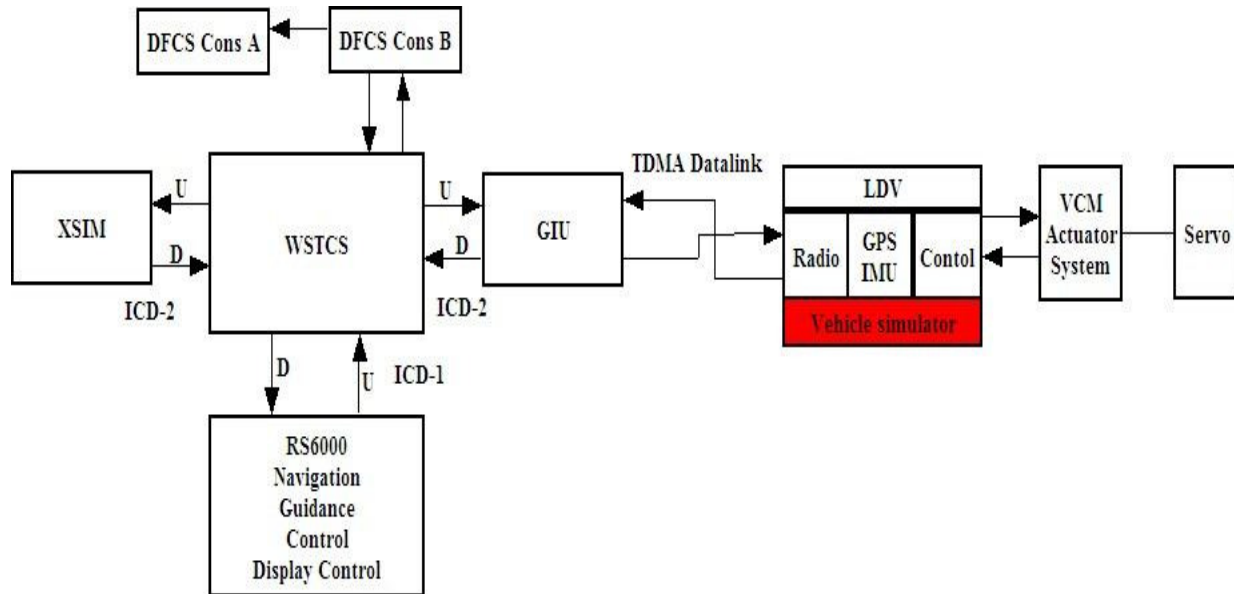 DFCS Cons A
DFCS Cons B
TDMA Datalink
XSIM
U
D
ICD-2
WSTCS
U
D
ICD-2
GIU
LDV
Radio
GPS
IMU
Contol
Vehicle simulator
VCM
Actuator
System
Servo
D
U
ICD-1
RS6000
Navigation
Guidance
Control
Display Control